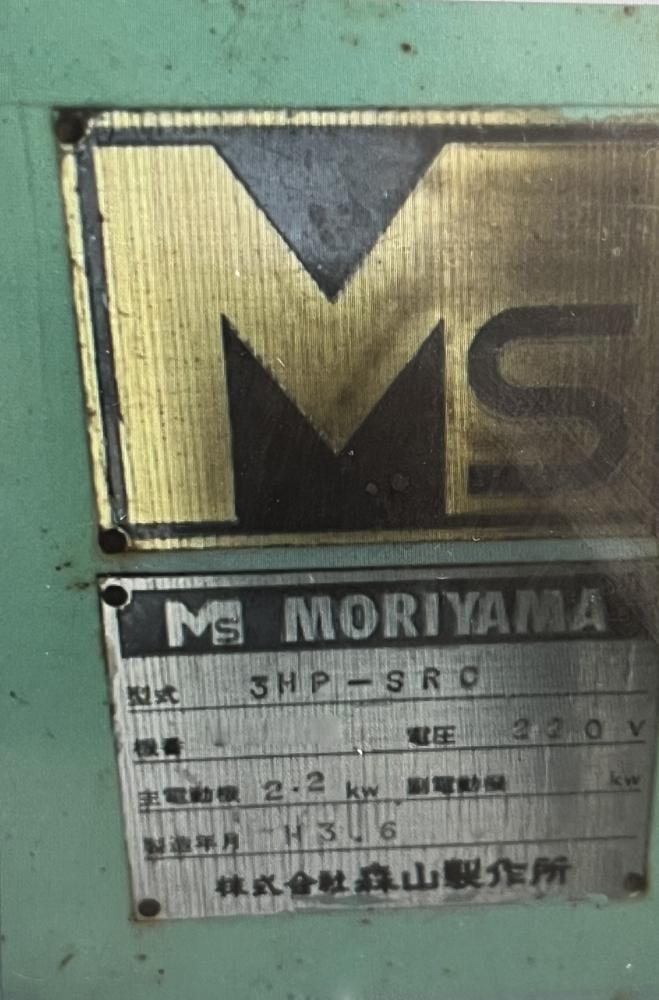 MS
MS MORIYAMA
型式 3HP-SRC
機番 電圧 220V
主電動機 2.2 kw 副電動機 kw
製造年月 H3.6
株式会社森山製作所